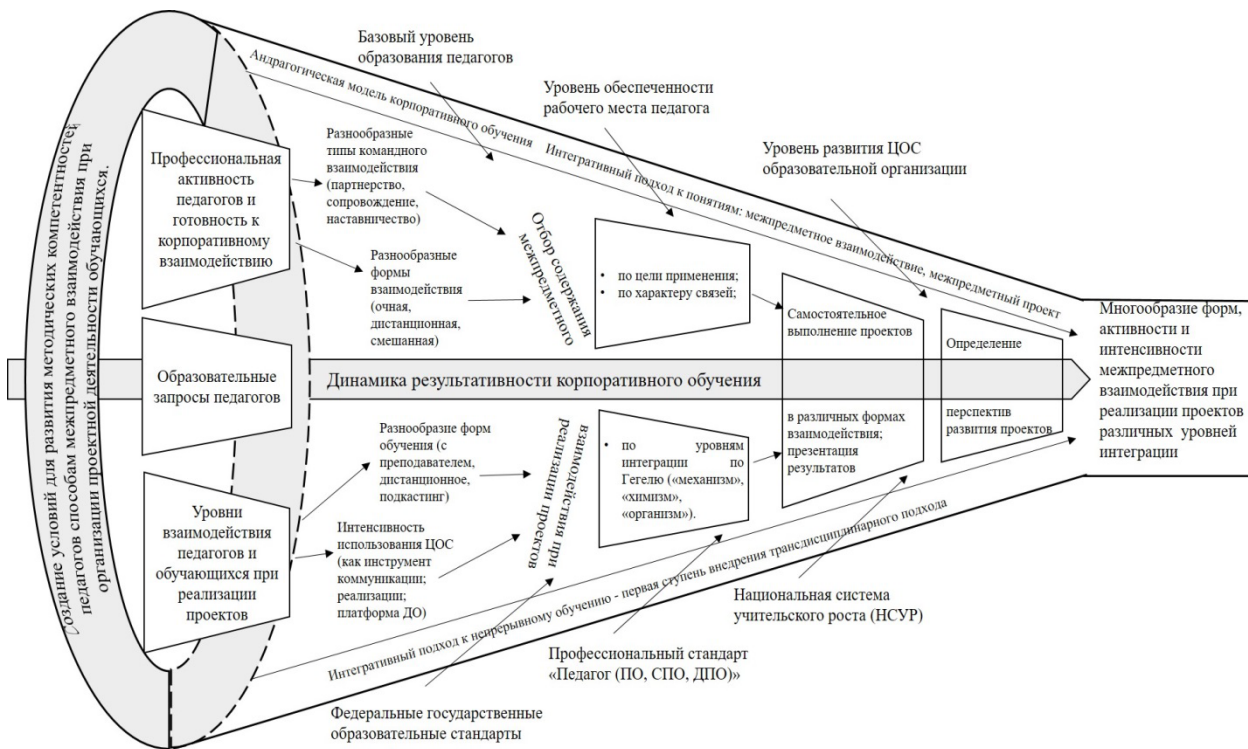 Создание условий для развития методических компетентностей
педагогов способам межпредметного взаимодействия при
организации проектной деятельности обучающихся.
Профессиональная
активность
педагогов и
готовность к
корпоративному
взаимодействию
Образовательные
запросы педагогов
Уровни
взаимодействия
педагогов и
обучающихся при
реализации
проектов
Базовый уровень
образования педагогов
Уровень обеспеченности
рабочего места педагога
Уровень развития ЦОС
образовательной организации
Андрагогическая модель корпоративного обучения
Интегративный подход к понятиям: межпредметное взаимодействие, межпредметный проект
Разнообразные
типы командного
взаимодействия
(партнерство,
сопровождение,
наставничество)
Разнообразные
формы
взаимодействия
(очная,
дистанционная,
смешанная)
Отбор содержания
межпредметного
• по цели применения;
• по характеру связей;
Самостоятельное
выполнение проектов
Определение
Динамика результативности корпоративного обучения
Разнообразие форм
обучения (с
преподавателем,
дистанционное,
подкастинг)
Интенсивность
использования ЦОС
(как инструмент
коммуникации;
реализации;
платформа ДО)
взаимодействия при
реализации проектов
• по уровням
интеграции по
Гегелю («механизм»,
«химизм»,
«организм»).
в различных формах
взаимодействия;
презентация
результатов
перспектив
развития проектов
Многообразие форм,
активности и
интенсивности
межпредметного
взаимодействия при
реализации проектов
различных уровней
интеграции
Интегративный подход к непрерывному обучению - первая ступень внедрения трансдисциплинарного подхода
Национальная система
учительского роста (НСУР)
Профессиональный стандарт
«Педагог (ПО, СПО, ДПО)»
Федеральные государственные
образовательные стандарты